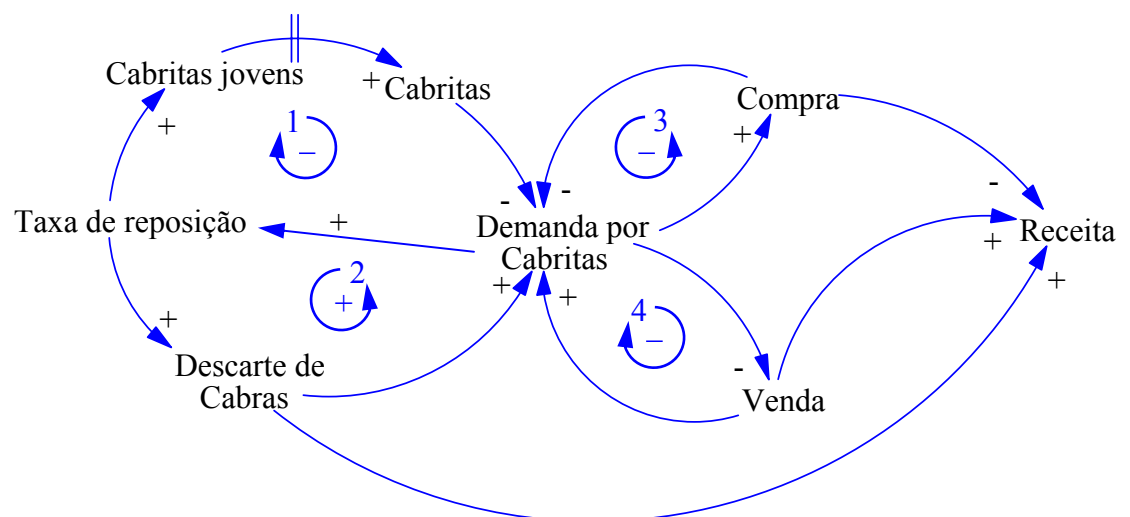 Cabritas jovens
+
Cabritas
+
1
–
3
–
Compra
+
-
-
-
Taxa de reposição
+
Demanda por
Cabritas
Receita
+
+
2
+
+
+
4
–
+
Descarte de
Cabras
-
Venda